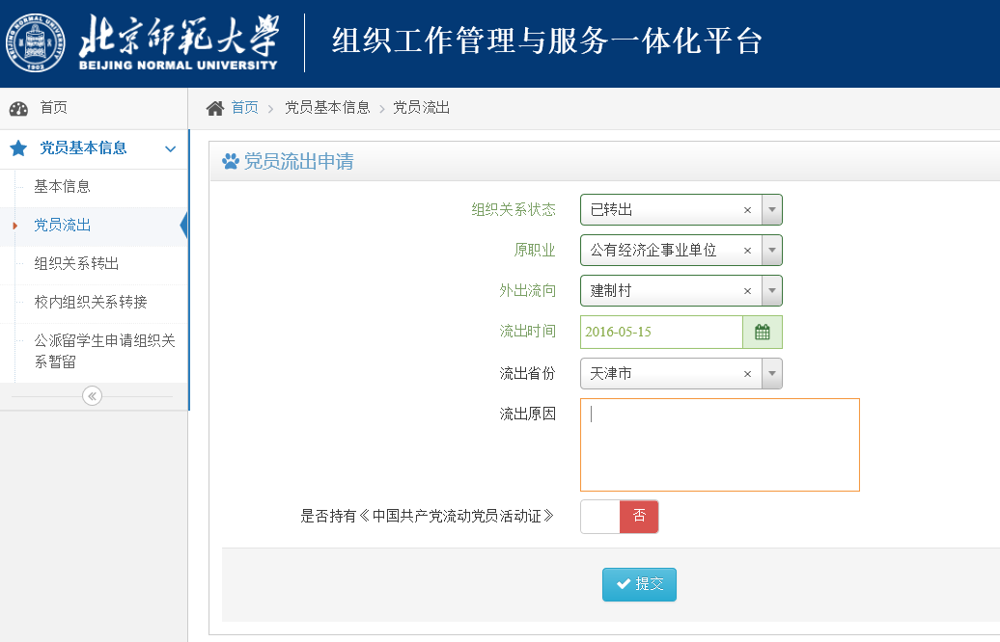 北京师范大学
BEIJING NORMAL UNIVERSITY
BEIJING NORMAL UNIVERSITY
1902
组织工作管理与服务一体化平台
首页
首页 > 党员基本信息 > 党员流出
党员基本信息
基本信息
党员流出
组织关系转出
校内组织关系转接
公派留学生申请组织关
系暂留
党员流出申请
组织关系状态 已转出 ×
原职业 公有经济企事业单位 ×
外出流向 建制村 ×
流出时间 2016-05-15
流出省份 天津市 ×
流出原因
是否持有《中国共产党流动党员活动证》 否
提交